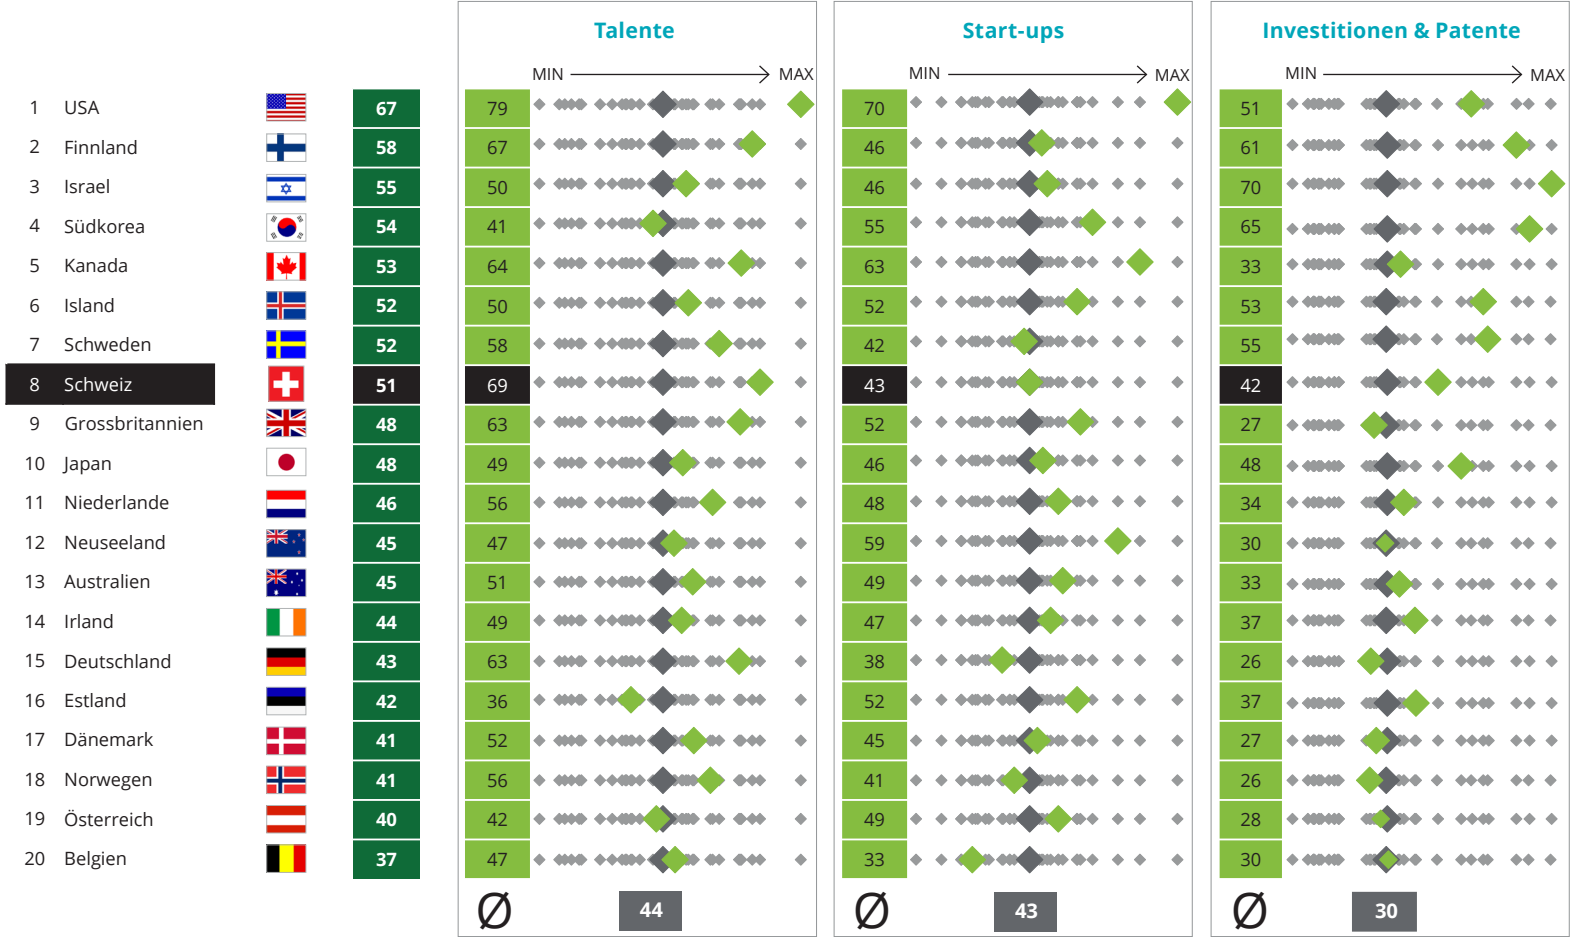 Talente Start-ups Investitionen & Patente
MIN MAX MIN MAX MIN MAX
1 USA 67 79 70 51
2 Finnland 58 67 46 61
3 Israel 55 50 46 70
4 Südkorea 54 41 55 65
5 Kanada 53 64 63 33
6 Island 52 50 52 53
7 Schweden 52 58 42 55
8 Schweiz 51 69 43 42
9 Grossbritannien 48 63 52 27
10 Japan 48 49 46 48
11 Niederlande 46 56 48 34
12 Neuseeland 45 47 59 30
13 Australien 45 51 49 33
14 Irland 44 49 47 37
15 Deutschland 43 63 38 26
16 Estland 42 36 52 37
17 Dänemark 41 52 45 27
18 Norwegen 41 56 41 26
19 Österreich 40 42 49 28
20 Belgien 37 47 33 30
Ø 44 Ø 43 Ø 30